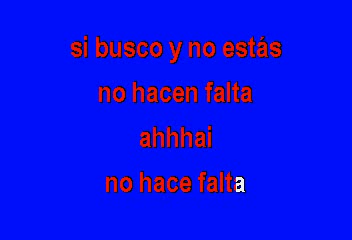 si busco y no estás
no hacen falta
ahhhai
no hace falta